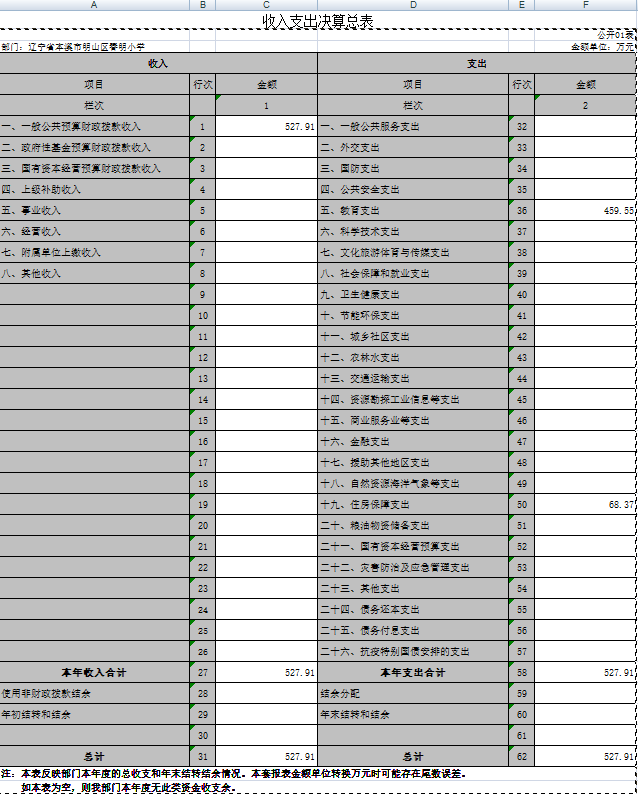 A B C D E F
收入支出决算总表
公开01表
部门：辽宁省本溪市明山区春明小学 金额单位：万元
收入 支出
项目 行次 金额 项目 行次 金额
栏次 1 栏次 2
一、一般公共预算财政拨款收入 1 527.91 一、一般公共服务支出 32
二、政府性基金预算财政拨款收入 2 二、外交支出 33
三、国有资本经营预算财政拨款收入 3 三、国防支出 34
四、上级补助收入 4 四、公共安全支出 35
五、事业收入 5 五、教育支出 36 459.55
六、经营收入 6 六、科学技术支出 37
七、附属单位上缴收入 7 七、文化旅游体育与传媒支出 38
八、其他收入 8 八、社会保障和就业支出 39
9 九、卫生健康支出 40
10 十、节能环保支出 41
11 十一、城乡社区支出 42
12 十二、农林水支出 43
13 十三、交通运输支出 44
14 十四、资源勘探工业信息等支出 45
15 十五、商业服务业等支出 46
16 十六、金融支出 47
17 十七、援助其他地区支出 48
18 十八、自然资源海洋气象等支出 49
19 十九、住房保障支出 50 68.37
20 二十、粮油物资储备支出 51
21 二十一、国有资本经营预算支出 52
22 二十二、灾害防治及应急管理支出 53
23 二十三、其他支出 54
24 二十四、债务还本支出 55
25 二十五、债务付息支出 56
26 二十六、抗疫特别国债安排的支出 57
本年收入合计 27 527.91 本年支出合计 58 527.91
使用非财政拨款结余 28 结余分配 59
年初结转和结余 29 年末结转和结余 60
30 61
总计 31 527.91 总计 62 527.91
注：本表反映部门本年度的总收支和年末结转结余情况。本套报表金额单位转换万元时可能存在尾数误差。
如本表为空，则我部门本年度无此类资金收支余。